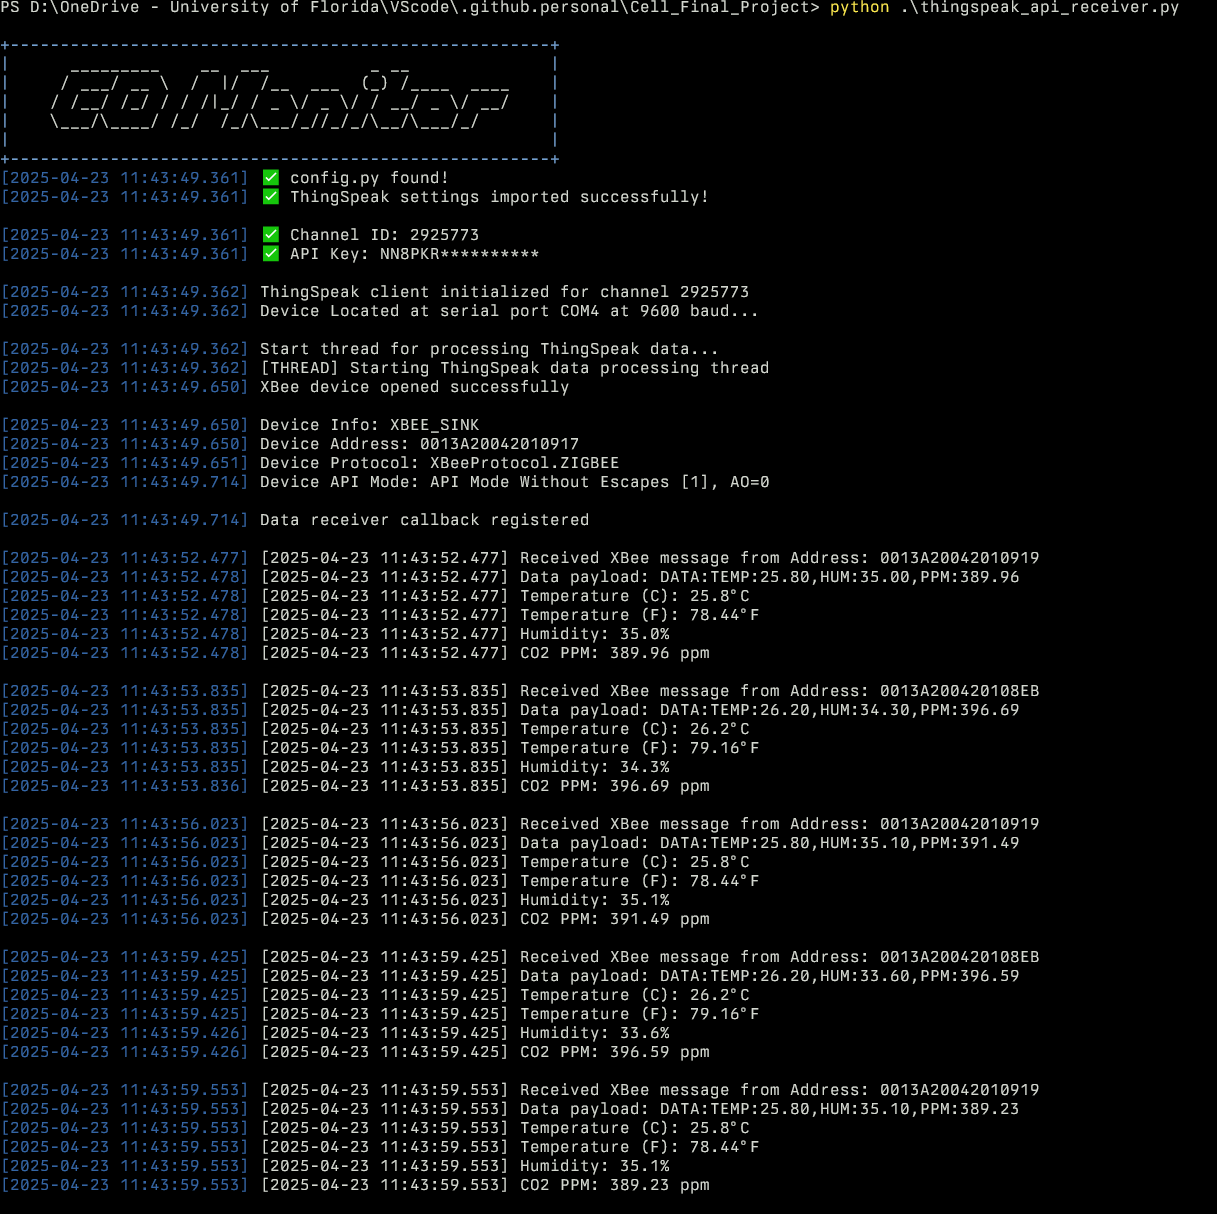 PS D:\OneDrive - University of Florida\VScode\.github.personal\Cell_Final_Project> python .\thingspeak_api_receiver.py
CO Monitor
[2025-04-23 11:43:49.361] ✅ config.py found!
[2025-04-23 11:43:49.361] ✅ ThingSpeak settings imported successfully!
[2025-04-23 11:43:49.361] ✅ Channel ID: 2925773
[2025-04-23 11:43:49.361] ✅ API Key: NN8PKR**********
[2025-04-23 11:43:49.362] ThingSpeak client initialized for channel 2925773
[2025-04-23 11:43:49.362] Device Located at serial port COM4 at 9600 baud...
[2025-04-23 11:43:49.362] Start thread for processing ThingSpeak data...
[2025-04-23 11:43:49.362] [THREAD] Starting ThingSpeak data processing thread
[2025-04-23 11:43:49.650] XBee device opened successfully
[2025-04-23 11:43:49.650] Device Info: XBEE_SINK
[2025-04-23 11:43:49.650] Device Address: 0013A20042010917
[2025-04-23 11:43:49.651] Device Protocol: XBeeProtocol.ZIGBEE
[2025-04-23 11:43:49.714] Device API Mode: API Mode Without Escapes [1], AO=0
[2025-04-23 11:43:49.714] Data receiver callback registered
[2025-04-23 11:43:52.477] [2025-04-23 11:43:52.477] Received XBee message from Address: 0013A20042010919
[2025-04-23 11:43:52.478] [2025-04-23 11:43:52.477] Data payload: DATA:TEMP:25.80,HUM:35.00,PPM:389.96
[2025-04-23 11:43:52.478] [2025-04-23 11:43:52.477] Temperature (C): 25.8°C
[2025-04-23 11:43:52.478] [2025-04-23 11:43:52.477] Temperature (F): 78.44°F
[2025-04-23 11:43:52.478] [2025-04-23 11:43:52.477] Humidity: 35.0%
[2025-04-23 11:43:52.478] [2025-04-23 11:43:52.477] CO2 PPM: 389.96 ppm
[2025-04-23 11:43:53.835] [2025-04-23 11:43:53.835] Received XBee message from Address: 0013A200420108EB
[2025-04-23 11:43:53.835] [2025-04-23 11:43:53.835] Data payload: DATA:TEMP:26.20,HUM:34.30,PPM:396.69
[2025-04-23 11:43:53.835] [2025-04-23 11:43:53.835] Temperature (C): 26.2°C
[2025-04-23 11:43:53.835] [2025-04-23 11:43:53.835] Temperature (F): 79.16°F
[2025-04-23 11:43:53.835] [2025-04-23 11:43:53.835] Humidity: 34.3%
[2025-04-23 11:43:53.836] [2025-04-23 11:43:53.835] CO2 PPM: 396.69 ppm
[2025-04-23 11:43:56.023] [2025-04-23 11:43:56.023] Received XBee message from Address: 0013A20042010919
[2025-04-23 11:43:56.023] [2025-04-23 11:43:56.023] Data payload: DATA:TEMP:25.80,HUM:35.10,PPM:391.49
[2025-04-23 11:43:56.023] [2025-04-23 11:43:56.023] Temperature (C): 25.8°C
[2025-04-23 11:43:56.023] [2025-04-23 11:43:56.023] Temperature (F): 78.44°F
[2025-04-23 11:43:56.023] [2025-04-23 11:43:56.023] Humidity: 35.1%
[2025-04-23 11:43:56.023] [2025-04-23 11:43:56.023] CO2 PPM: 391.49 ppm
[2025-04-23 11:43:59.425] [2025-04-23 11:43:59.425] Received XBee message from Address: 0013A200420108EB
[2025-04-23 11:43:59.425] [2025-04-23 11:43:59.425] Data payload: DATA:TEMP:26.20,HUM:33.60,PPM:396.59
[2025-04-23 11:43:59.425] [2025-04-23 11:43:59.425] Temperature (C): 26.2°C
[2025-04-23 11:43:59.425] [2025-04-23 11:43:59.425] Temperature (F): 79.16°F
[2025-04-23 11:43:59.426] [2025-04-23 11:43:59.425] Humidity: 33.6%
[2025-04-23 11:43:59.426] [2025-04-23 11:43:59.425] CO2 PPM: 396.59 ppm
[2025-04-23 11:43:59.553] [2025-04-23 11:43:59.553] Received XBee message from Address: 0013A20042010919
[2025-04-23 11:43:59.553] [2025-04-23 11:43:59.553] Data payload: DATA:TEMP:25.80,HUM:35.10,PPM:389.23
[2025-04-23 11:43:59.553] [2025-04-23 11:43:59.553] Temperature (C): 25.8°C
[2025-04-23 11:43:59.553] [2025-04-23 11:43:59.553] Temperature (F): 78.44°F
[2025-04-23 11:43:59.553] [2025-04-23 11:43:59.553] Humidity: 35.1%
[2025-04-23 11:43:59.553] [2025-04-23 11:43:59.553] CO2 PPM: 389.23 ppm